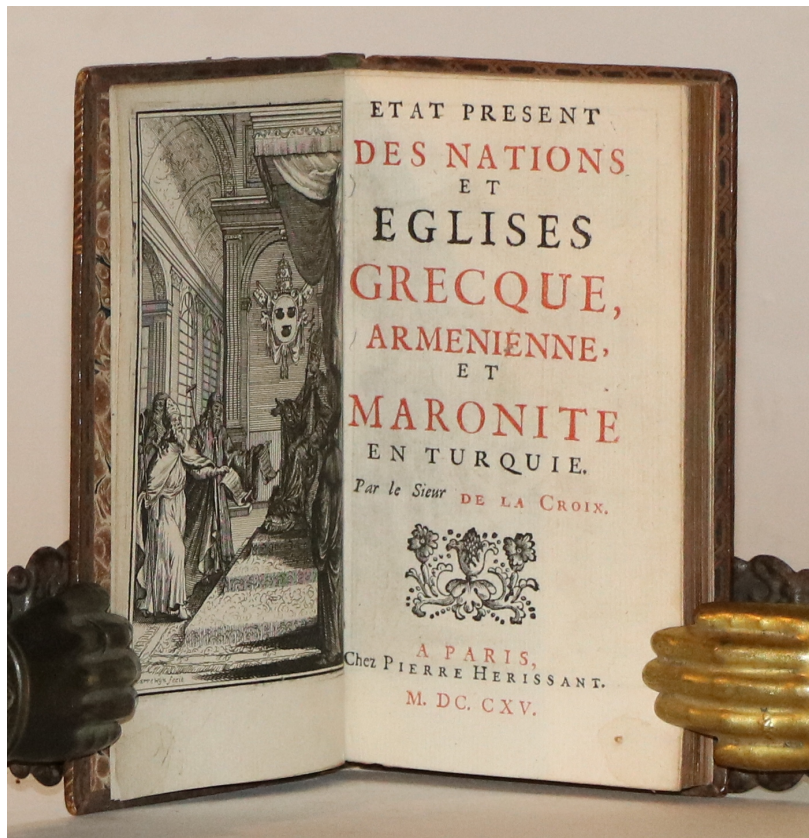 ETAT PRESENT
DES NATIONS
ET
EGLISES
GRECQUE,
ARMENIENNE,
ET
MARONITE
EN TURQUIE.
Par le Sieur DE LA CROIX.
A PARIS,
Chez PIERRE HERISSANT.
M. DC. CXV.